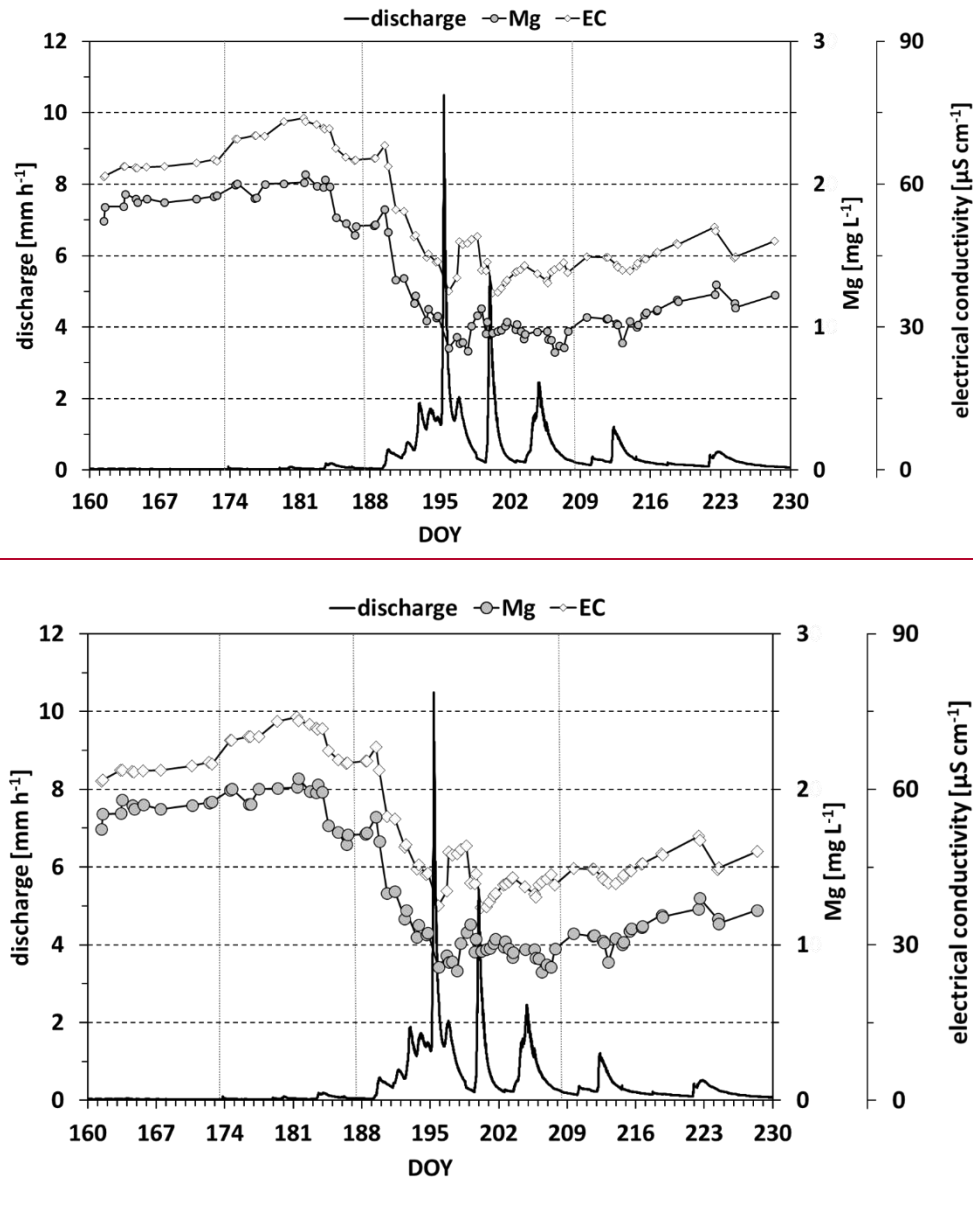 discharge Mg EC
12 3 90
10
8 2 60
6
4 1 30
2
0 0 0
discharge [mm h-1]
Mg [mg L-1]
electrical conductivity [µS cm-1]
160 167 174 181 188 195 202 209 216 223 230
DOY
discharge Mg EC
12 3 90
10
8 2 60
6
4 1 30
2
0 0 0
discharge [mm h-1]
Mg [mg L-1]
electrical conductivity [µS cm-1]
160 167 174 181 188 195 202 209 216 223 230
DOY